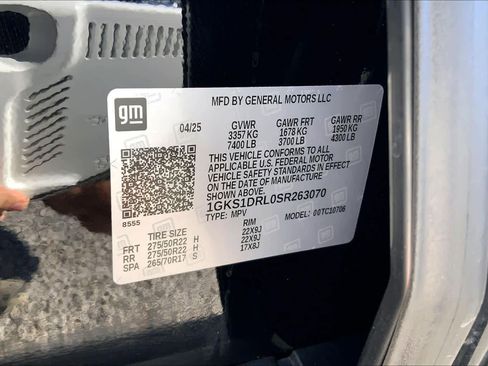 gm
MFD BY GENERAL MOTORS LLC
04/25 GVWR GAWR FRT GAWR RR
3357 KG 1678 KG 1950 KG
7400 LB 3700 LB 4300 LB
THIS VEHICLE CONFORMS TO ALL
APPLICABLE U.S. FEDERAL MOTOR
VEHICLE SAFETY STANDARDS IN EFFECT
ON THE DATE OF MANUFACTURE
1GKS1DRL0SR263070
TYPE: MPV MODEL: 00TC10706
8555
TIRE SIZE RIM
FRT 275/50R22 H 22X9J
RR 275/50R22 H 22X9J
SPA 265/70R17 S 17X8J